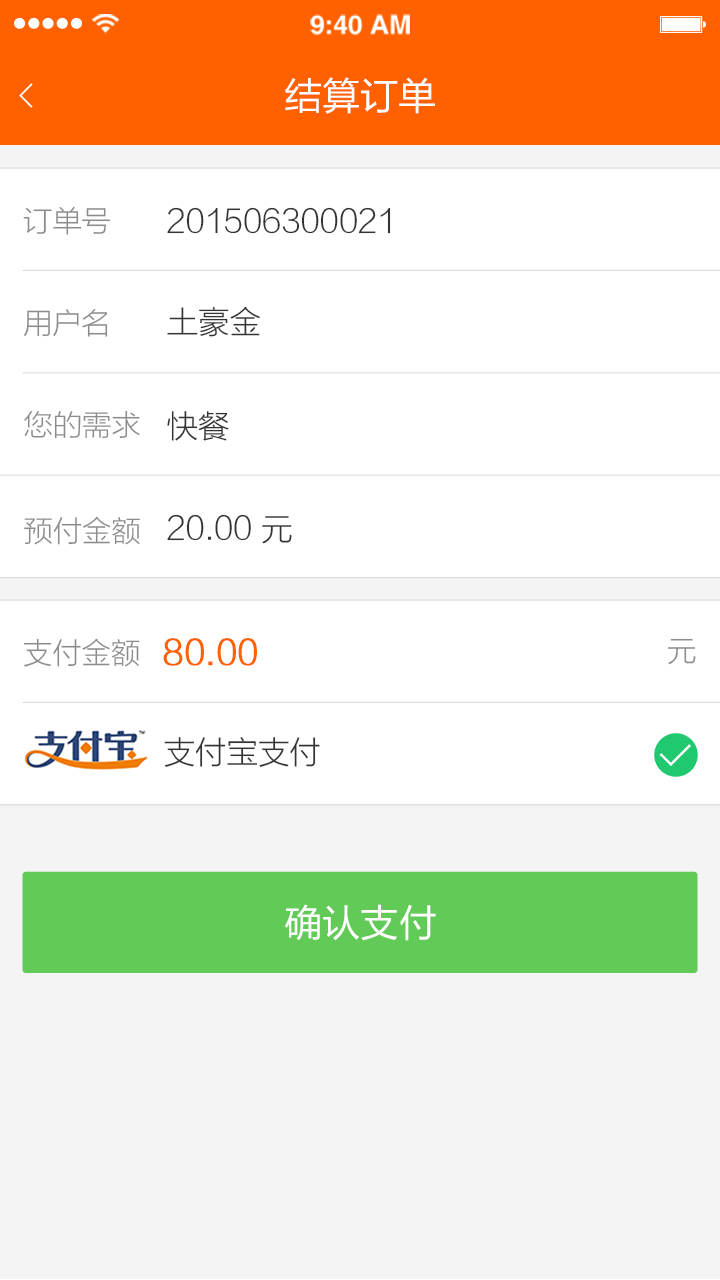 9:40 AM
结算订单
订单号 201506300021
用户名 土豪金
您的需求 快餐
预付金额 20.00 元
支付金额 80.00 元
支付宝™ 支付宝支付
确认支付